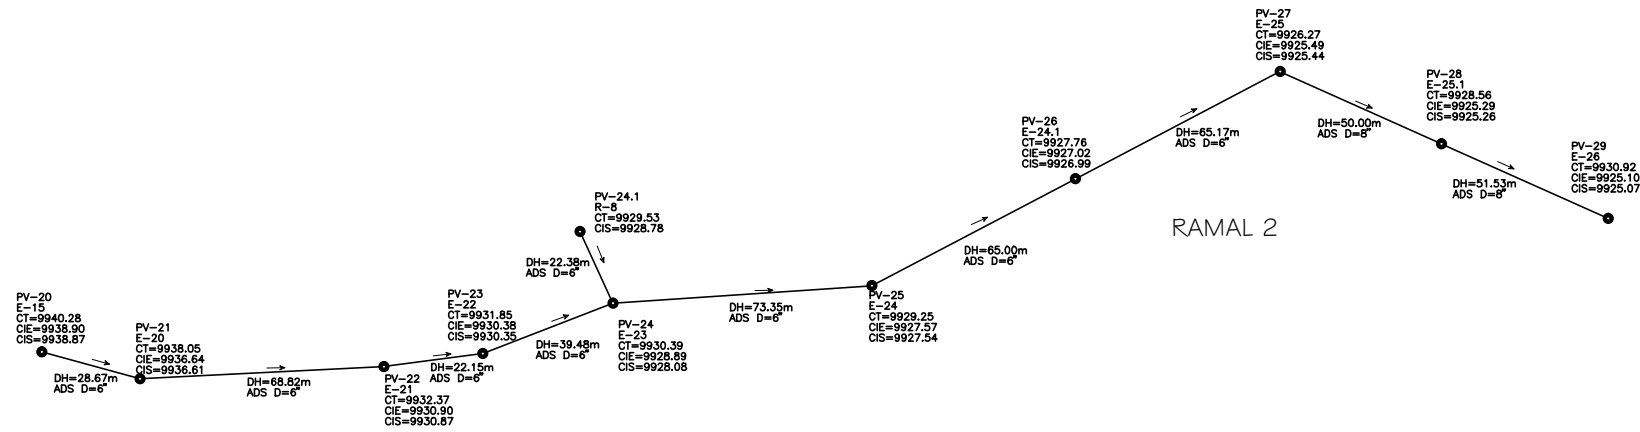 PV-20
E-15
CT=9940.28
CIE=9938.90
CIS=9938.87
DH=28.67m
ADS D=6"
PV-21
E-20
CT=9938.05
CIE=9936.64
CIS=9936.61
DH=68.82m
ADS D=6"
PV-22
E-21
CT=9932.37
CIE=9930.90
CIS=9930.87
DH=22.15m
ADS D=6"
PV-23
E-22
CT=9931.85
CIE=9930.38
CIS=9930.35
DH=39.48m
ADS D=6"
PV-24.1
R-8
CT=9929.53
CIS=9928.78
DH=22.38m
ADS D=6"
PV-24
E-23
CT=9930.39
CIE=9928.89
CIS=9928.08
DH=73.35m
ADS D=6"
PV-25
E-24
CT=9929.25
CIE=9927.57
CIS=9927.54
DH=65.00m
ADS D=6"
PV-26
E-24.1
CT=9927.76
CIE=9927.02
CIS=9926.99
DH=65.17m
ADS D=6"
PV-27
E-25
CT=9926.27
CIE=9925.49
CIS=9925.44
DH=50.00m
ADS D=8"
PV-28
E-25.1
CT=9928.56
CIE=9925.29
CIS=9925.26
DH=51.53m
ADS D=8"
PV-29
E-26
CT=9930.92
CIE=9925.10
CIS=9925.07
RAMAL 2